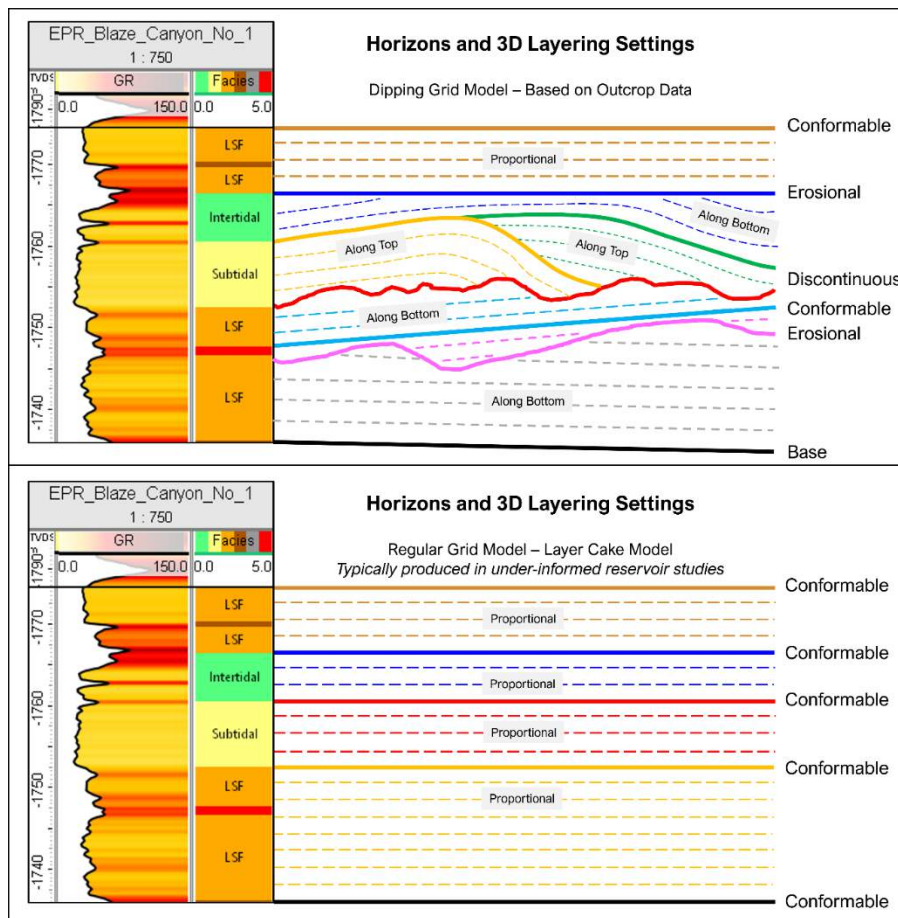 EPR_Blaze_Canyon_No_1
1 : 750
TVDS
GR
Facies
0.0 150.0 0.0 5.0
-1790
-1770
-1760
-1750
-1740
LSF
LSF
Intertidal
Subtidal
LSF
LSF
Horizons and 3D Layering Settings
Dipping Grid Model – Based on Outcrop Data
Conformable
Proportional
Erosional
Along Bottom
Along Top
Along Top
Discontinuous
Conformable
Along Bottom
Erosional
Along Bottom
Base
EPR_Blaze_Canyon_No_1
1 : 750
TVDS
GR
Facies
0.0 150.0 0.0 5.0
-1790
-1770
-1760
-1750
-1740
LSF
LSF
Intertidal
Subtidal
LSF
LSF
Horizons and 3D Layering Settings
Regular Grid Model – Layer Cake Model
Typically produced in under-informed reservoir studies
Conformable
Proportional
Conformable
Proportional
Conformable
Proportional
Conformable
Proportional
Conformable